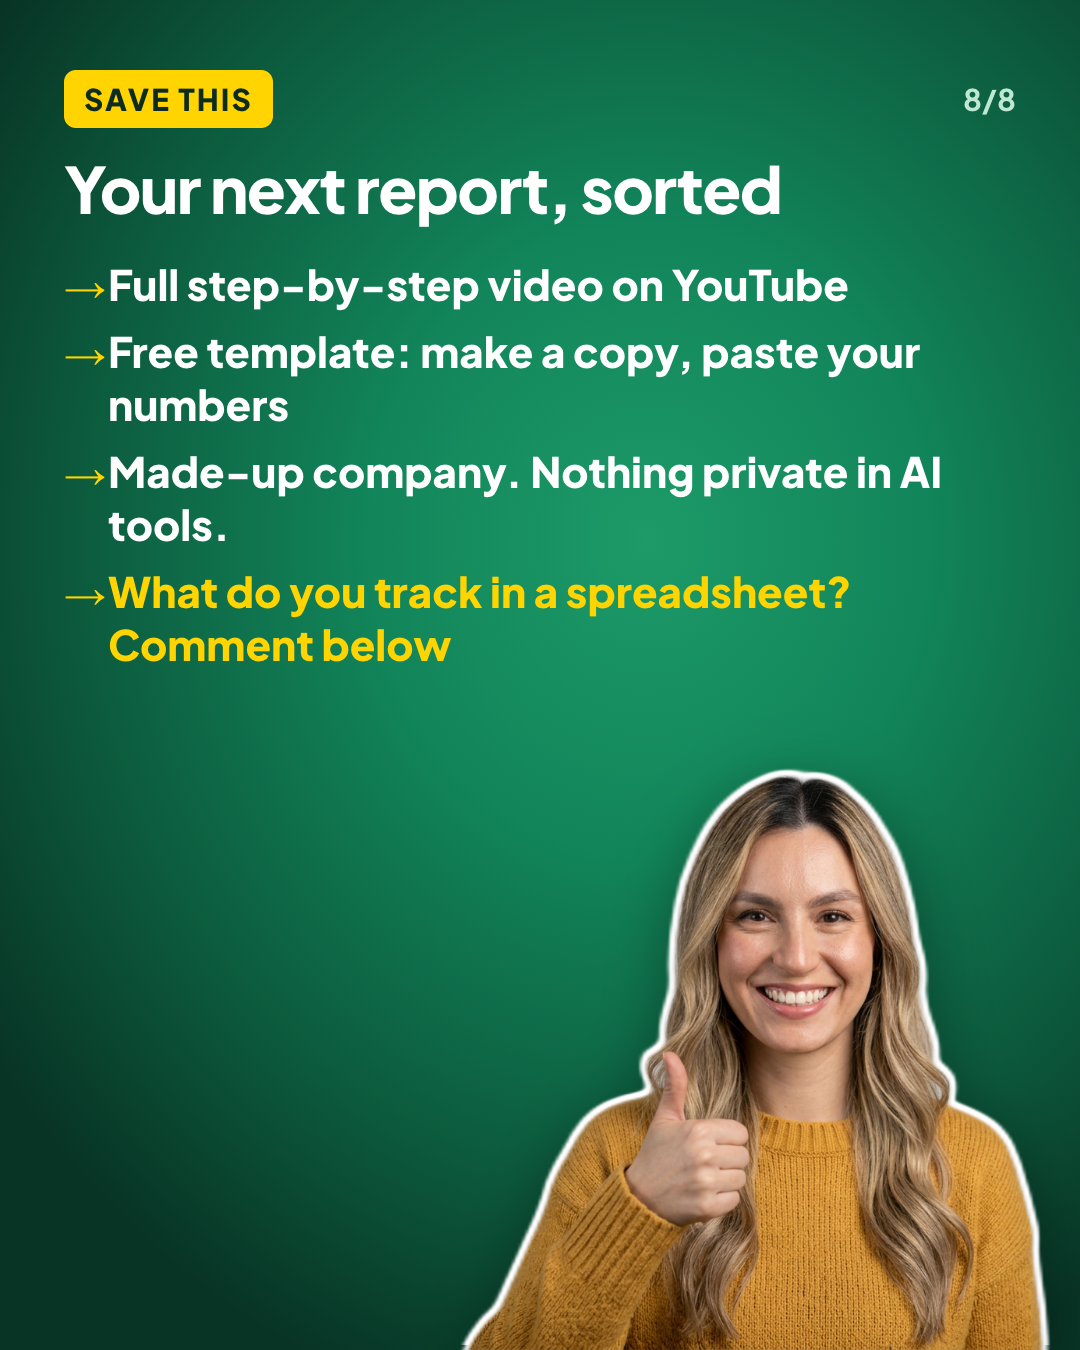 SAVE THIS
8/8
Your next report, sorted
→Full step-by-step video on YouTube
→Free template: make a copy, paste your
numbers
→Made-up company. Nothing private in AI
tools.
→What do you track in a spreadsheet?
Comment below